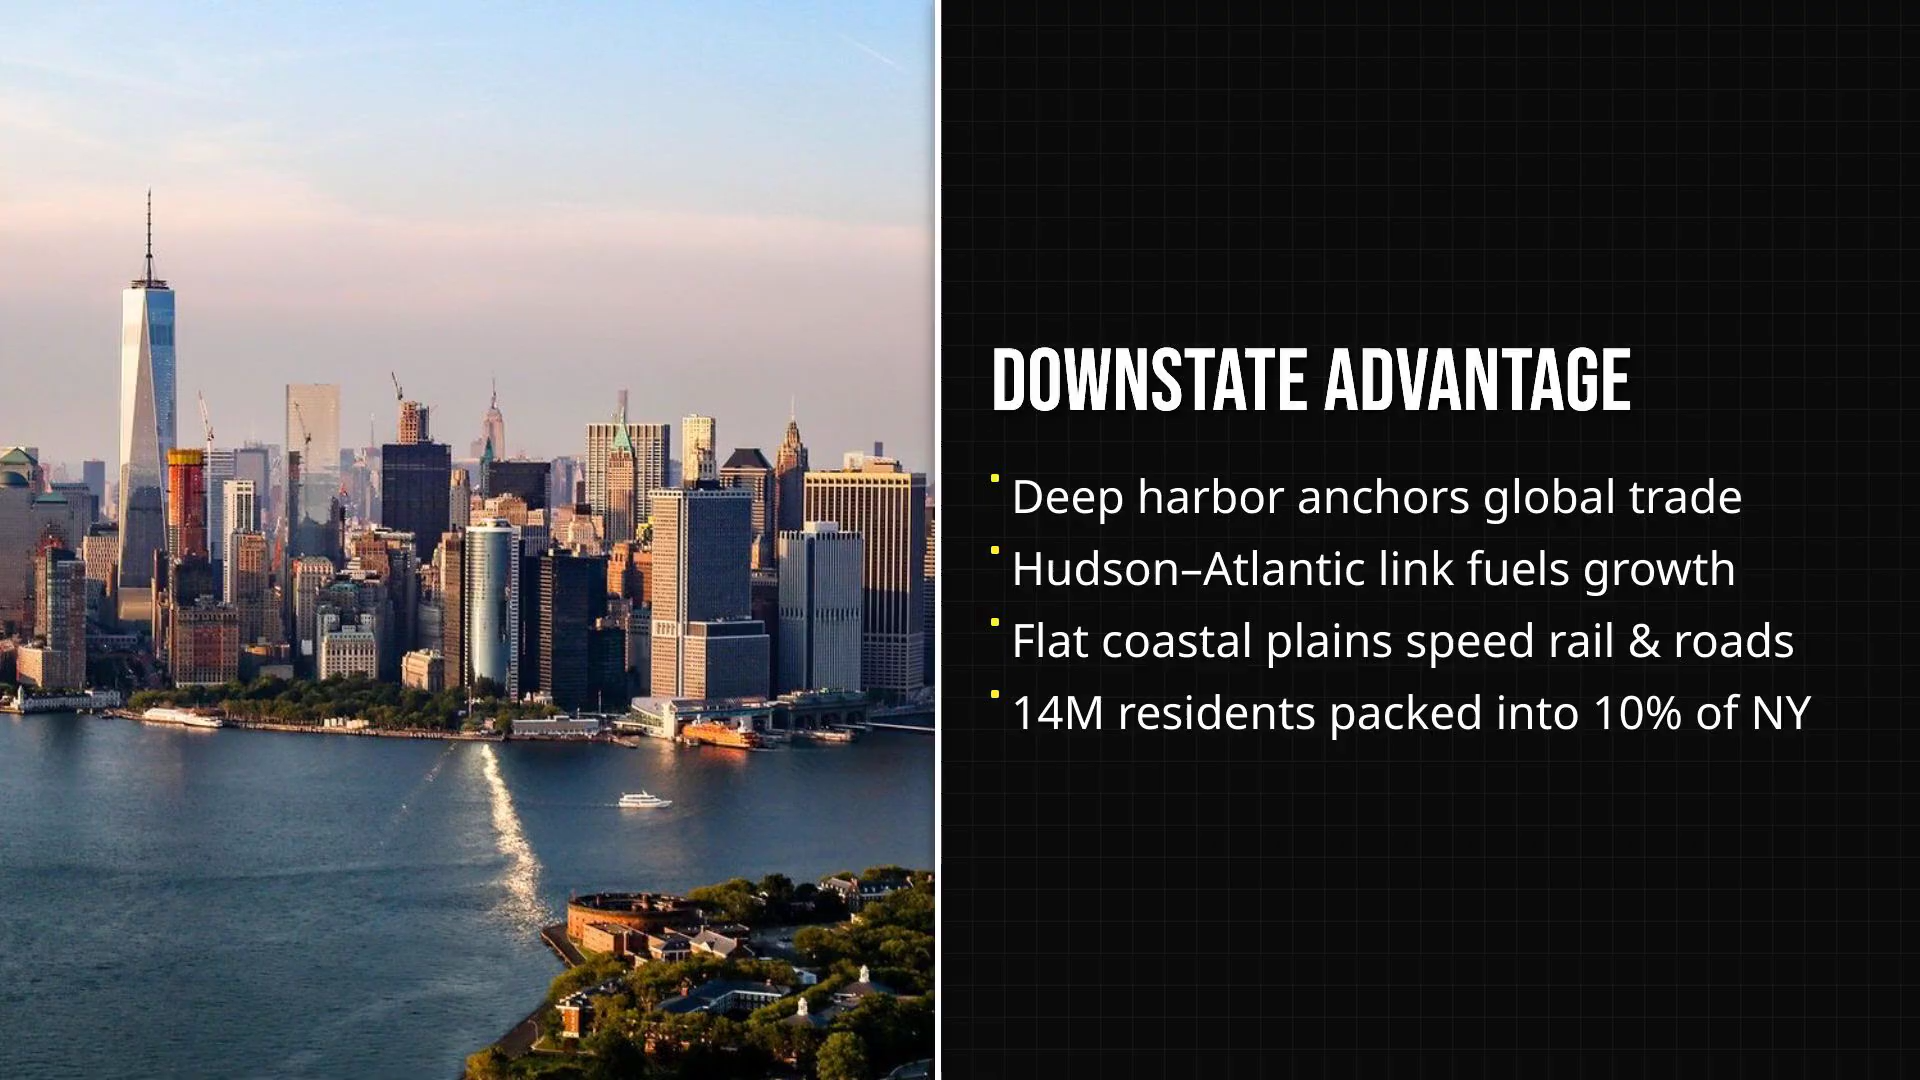 DOWNSTATE ADVANTAGE
Deep harbor anchors global trade
Hudson–Atlantic link fuels growth
Flat coastal plains speed rail & roads
14M residents packed into 10% of NY